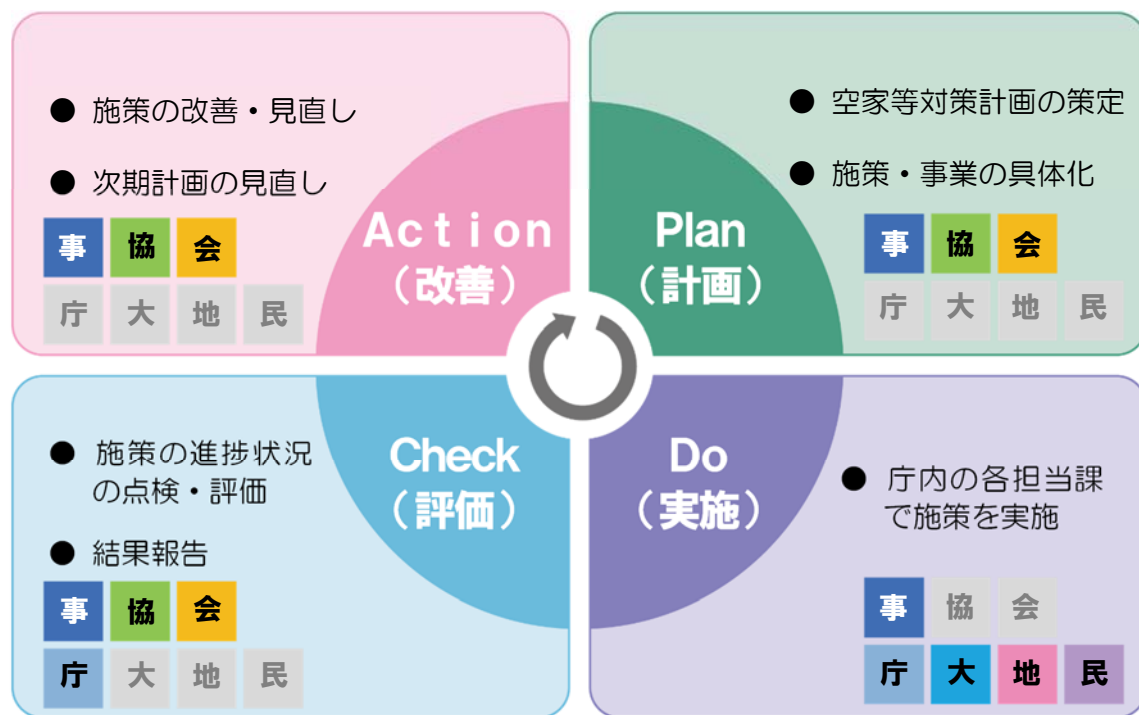 ● 施策の改善・見直し
● 次期計画の見直し
事 協 会
庁 大 地 民
Action
（改善）
● 空家等対策計画の策定
● 施策・事業の具体化
事 協 会
庁 大 地 民
Plan
（計画）
● 施策の進捗状況
の点検・評価
● 結果報告
事 協 会
庁 大 地 民
Check
（評価）
Do
（実施）
● 庁内の各担当課
で施策を実施
事 協 会
庁 大 地 民